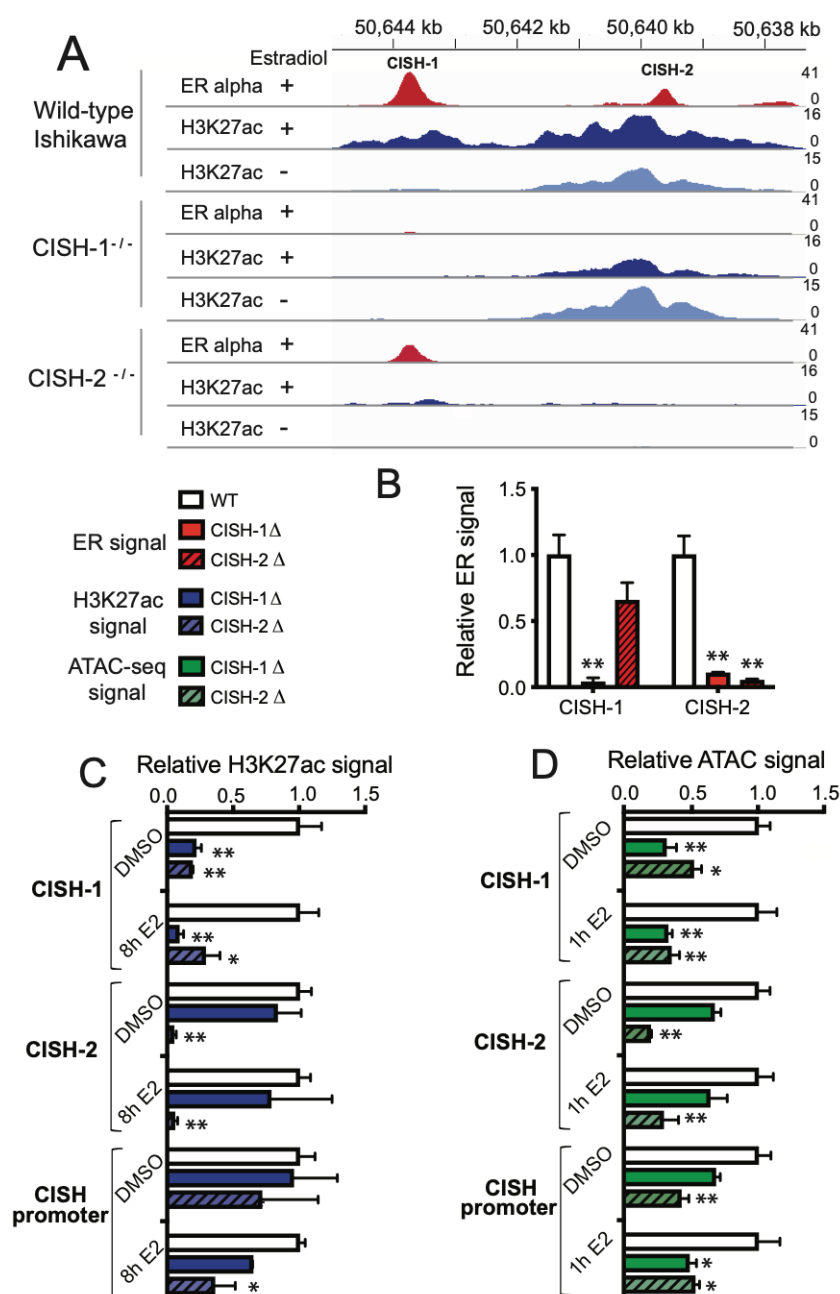 A
50,644 kb 50,642 kb 50,640 kb 50,638 kb
Estradiol CISH-1 CISH-2
Wild-type
Ishikawa
ER alpha + 41 0
H3K27ac + 16 0
H3K27ac - 15 0
CISH-1-/-
ER alpha + 41 0
H3K27ac + 16 0
H3K27ac - 15 0
CISH-2 -/-
ER alpha + 41 0
H3K27ac + 16 0
H3K27ac - 15 0
WT
ER signal
CISH-1Δ
CISH-2 Δ
H3K27ac
signal
CISH-1Δ
CISH-2 Δ
ATAC-seq
signal
CISH-1 Δ
CISH-2 Δ
B
Relative ER signal
1.5
1.0
0.5
0.0
** ** **
CISH-1 CISH-2
C
Relative H3K27ac signal
0.0 0.5 1.0 1.5
CISH-1
DMSO
**
**
8h E2
**
*
CISH-2
DMSO
**
8h E2
**
CISH
promoter
DMSO
8h E2
*
D
Relative ATAC signal
0.0 0.5 1.0 1.5
CISH-1
DMSO
**
*
1h E2
**
**
CISH-2
DMSO
**
1h E2
**
CISH
promoter
DMSO
**
1h E2
*
*